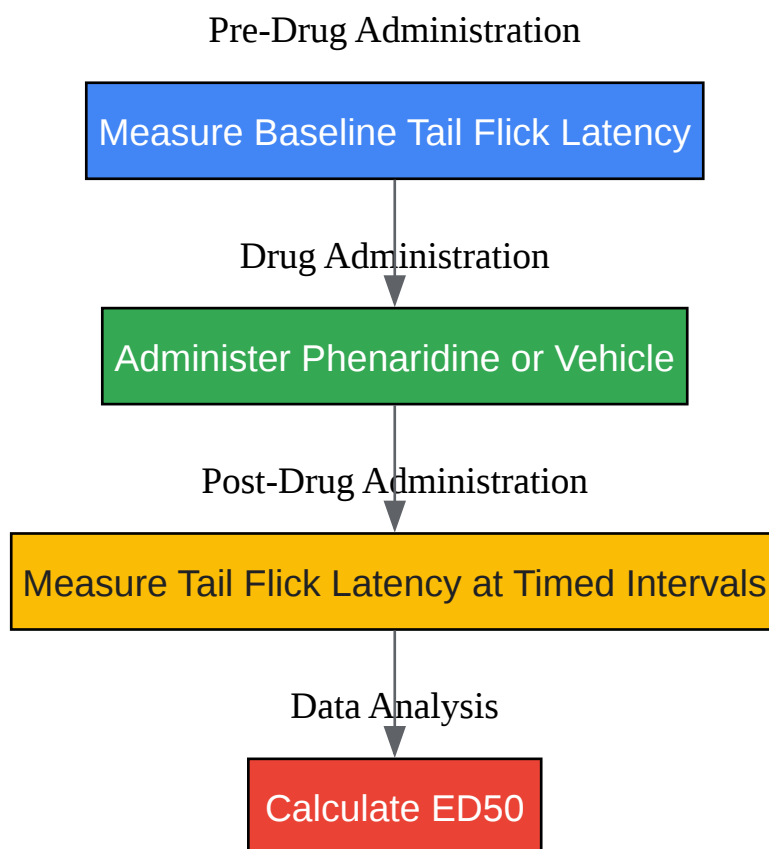 Pre-Drug Administration
Measure Baseline Tail Flick Latency
Drug Administration
Administer Phenaridine or Vehicle
Post-Drug Administration
Measure Tail Flick Latency at Timed Intervals
Data Analysis
Calculate ED50